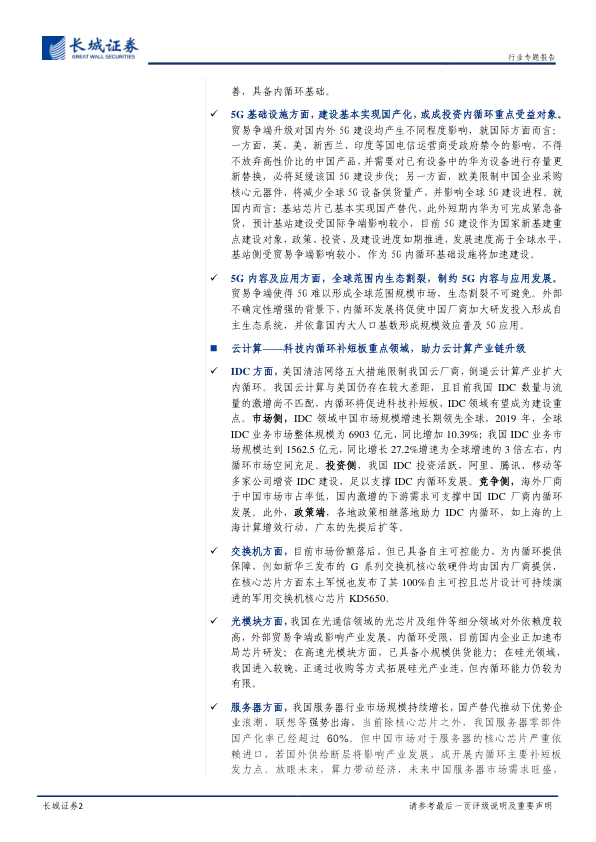 长城证券
GREAT WALL SECURITIES
行业专题报告
善，具备内循环基础。
✓ 5G 基础设施方面，建设基本实现国产化，或成投资内循环重点受益对象。
贸易争端升级对国内外 5G 建设均产生不同程度影响，就国际方面而言：
一方面，英、美、新西兰、印度等国电信运营商受政府禁令的影响，不得
不放弃高性价比的中国产品，并需要对已有设备中的华为设备进行存量更
新替换，必将延缓该国 5G 建设步伐；另一方面，欧美限制中国企业采购
核心元器件，将减少全球 5G 设备供货量产，并影响全球 5G 建设进程。就
国内而言：基站芯片已基本实现国产替代，此外短期内华为可完成紧急备
货，预计基站建设受国际争端影响较小，目前 5G 建设作为国家新基建重
点建设对象，政策、投资、及建设进度如期推进，发展速度高于全球水平，
基站侧受贸易争端影响较小，作为 5G 内循环基础设施将加速建设。
✓ 5G 内容及应用方面，全球范围内生态割裂，制约 5G 内容与应用发展。
贸易争端使得 5G 难以形成全球范围规模市场，生态割裂不可避免。外部
不确定性增强的背景下，内循环发展将促使中国厂商加大研发投入形成自
主生态系统，并依靠国内大人口基数形成规模效应普及 5G 应用。
■ 云计算——科技内循环补短板重点领域，助力云计算产业链升级
✓ IDC 方面，美国清洁网络五大措施限制我国云厂商，倒逼云计算产业扩大
内循环。我国云计算与美国仍存在较大差距，且目前我国 IDC 数量与流
量的激增尚不匹配，内循环将促进科技补短板，IDC 领域有望成为建设重
点。市场侧，IDC 领域中国市场规模增速长期领先全球，2019 年，全球
IDC 业务市场整体规模为 6903 亿元，同比增加 10.39%；我国 IDC 业务市
场规模达到 1562.5 亿元，同比增长 27.2%增速为全球增速的 3 倍左右，内
循环市场空间充足。投资侧，我国 IDC 投资活跃，阿里、腾讯、移动等
多家公司增资 IDC 建设，足以支撑 IDC 内循环发展。竞争侧，海外厂商
于中国市场市占率低，国内激增的下游需求可支撑中国 IDC 厂商内循环
发展。此外，政策端，各地政策相继落地助力 IDC 内循环，如上海的上
海计算增效行动，广东的先提后扩等。
✓ 交换机方面，目前市场份额落后，但已具备自主可控能力，为内循环提供
保障，例如新华三发布的 G 系列交换机核心软硬件均由国内厂商提供，
在核心芯片方面东土军悦也发布了其 100%自主可控且芯片设计可持续演
进的军用交换机核心芯片 KD5650。
✓ 光模块方面，我国在光通信领域的光芯片及组件等细分领域对外依赖度较
高，外部贸易争端或影响产业发展，内循环受限，目前国内企业正加速布
局芯片研发；在高速光模块方面，已具备小规模供货能力；在硅光领域，
我国进入较晚，正通过收购等方式拓展硅光产业连，但内循环能力仍较为
有限。
✓ 服务器方面，我国服务器行业市场规模持续增长，国产替代推动下优势企
业浪潮，联想等强势出海，当前除核心芯片之外，我国服务器零部件
国产化率已经超过 60%。但中国市场对于服务器的核心芯片严重依
赖进口，若国外供给断层将影响产业发展，成开展内循环主要补短板
发力点。放眼未来，算力带动经济，未来中国服务器市场需求旺盛，
长城证券2
请参考最后一页评级说明及重要声明